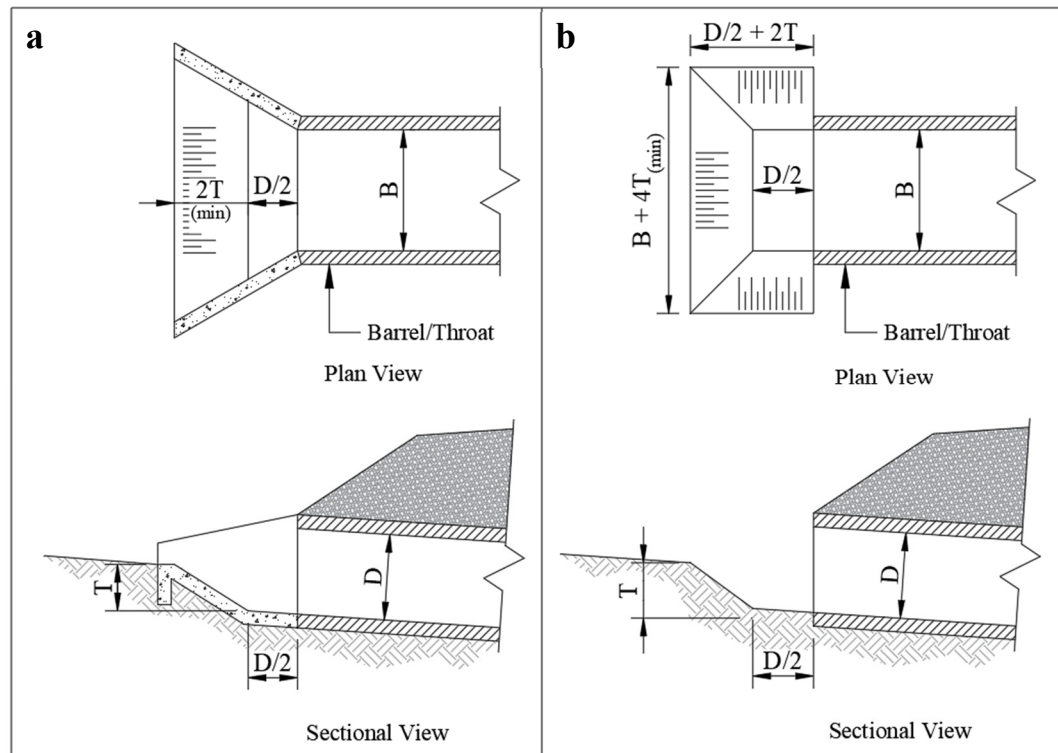 a
2T
(min)
D/2
B
Barrel/Throat
Plan View
T
D
D/2
Sectional View
b
D/2 + 2T
B + 4T(min)
D/2
B
Barrel/Throat
Plan View
T
D
D/2
Sectional View